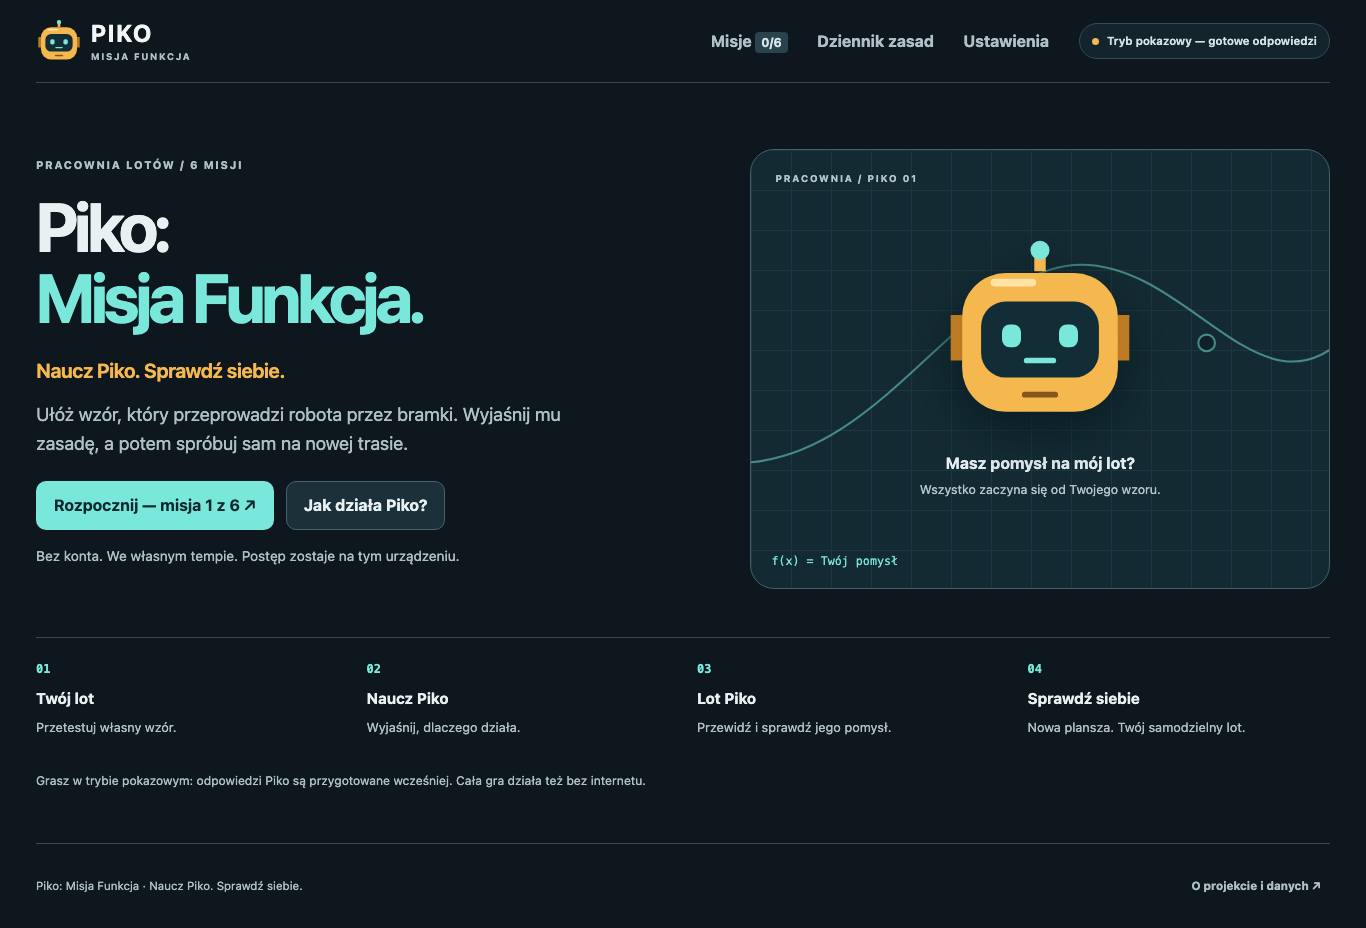 PIKO
MISJA FUNKCJA
Misje 0/6
Dziennik zasad
Ustawienia
Tryb pokazowy — gotowe odpowiedzi
PRACOWNIA LOTÓW / 6 MISJI
Piko:
Misja Funkcja.
Naucz Piko. Sprawdź siebie.
Ułóż wzór, który przeprowadzi robota przez bramki. Wyjaśnij mu
zasadę, a potem spróbuj sam na nowej trasie.
Rozpocznij — misja 1 z 6 ↗
Jak działa Piko?
Bez konta. We własnym tempie. Postęp zostaje na tym urządzeniu.
PRACOWNIA / PIKO 01
Masz pomysł na mój lot?
Wszystko zaczyna się od Twojego wzoru.
f(x) = Twój pomysł
01
Twój lot
Przetestuj własny wzór.
02
Naucz Piko
Wyjaśnij, dlaczego działa.
03
Lot Piko
Przewidź i sprawdź jego pomysł.
04
Sprawdź siebie
Nowa plansza. Twój samodzielny lot.
Grasz w trybie pokazowym: odpowiedzi Piko są przygotowane wcześniej. Cała gra działa też bez internetu.
Piko: Misja Funkcja · Naucz Piko. Sprawdź siebie.
O projekcie i danych ↗